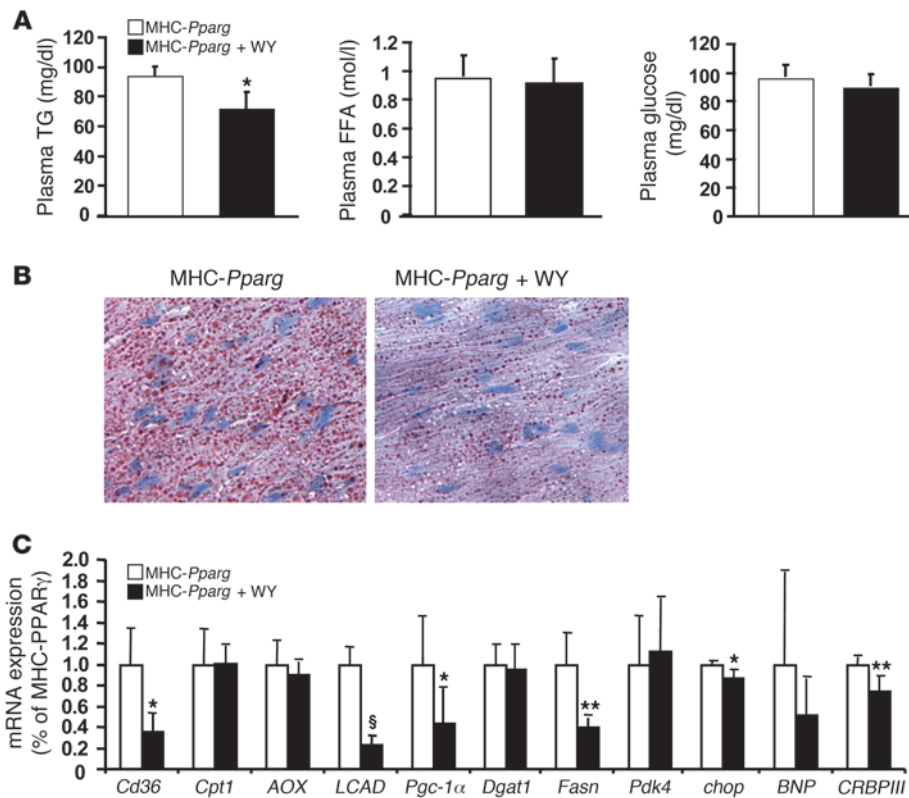 A
MHC-Pparg
MHC-Pparg + WY
Plasma TG (mg/dl)
120
100
80
60
40
20
0
*
Plasma FFA (mol/l)
1.2
1
0.8
0.6
0.4
0.2
0
Plasma glucose
(mg/dl)
120
100
80
60
40
20
0
B
MHC-Pparg
MHC-Pparg + WY
C
MHC-Pparg
MHC-Pparg + WY
mRNA expression
(% of MHC-PPARγ)
2.0
1.8
1.6
1.4
1.2
1.0
0.8
0.6
0.4
0.2
0
* § * ** * **
Cd36 Cpt1 AOX LCAD Pgc-1α Dgat1 Fasn Pdk4 chop BNP CRBPIII